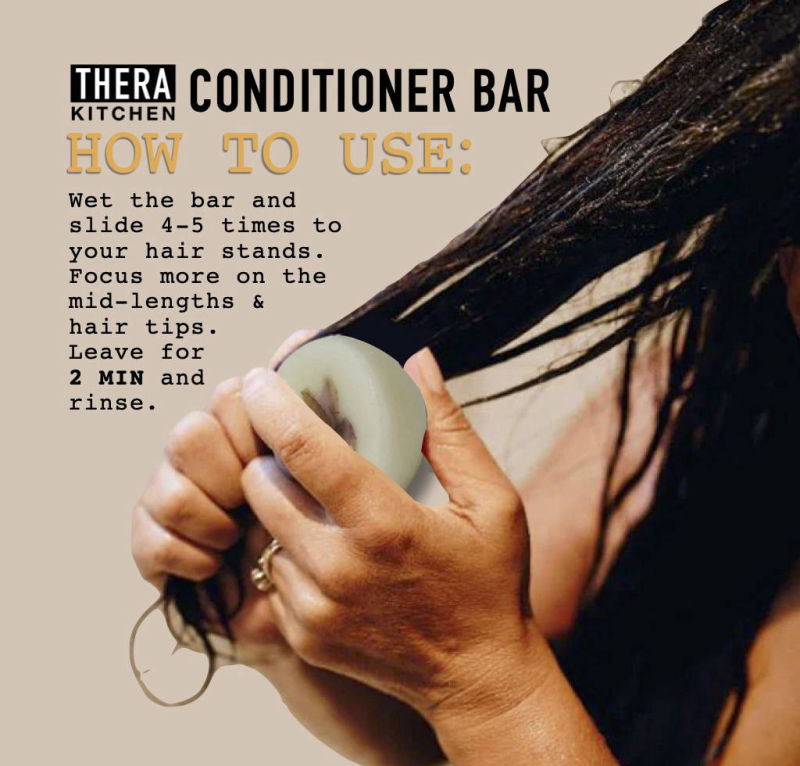 THERA KITCHEN CONDITIONER BAR
HOW TO USE:
Wet the bar and
slide 4-5 times to
your hair stands.
Focus more on the
mid-lengths &
hair tips.
Leave for
2 MIN and
rinse.